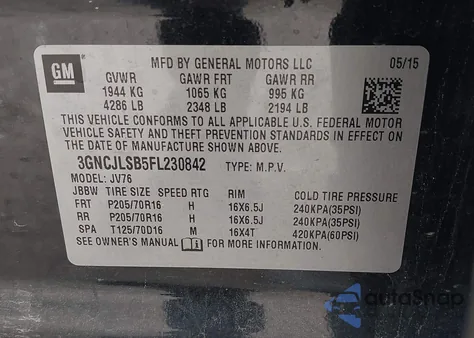 GM
MFD BY GENERAL MOTORS LLC 05/15
GVWR GAWR FRT GAWR RR
1944 KG 1065 KG 995 KG
4286 LB 2348 LB 2194 LB
THIS VEHICLE CONFORMS TO ALL APPLICABLE U.S. FEDERAL MOTOR
VEHICLE SAFETY AND THEFT PREVENTION STANDARDS IN EFFECT ON
THE DATE OF MANUFACTURE SHOWN ABOVE.
3GNCJLSB5FL230842 TYPE: M.P.V.
MODEL: JV76
JBBW TIRE SIZE SPEED RTG RIM COLD TIRE PRESSURE
FRT P205/70R16 H 16X6.5J 240KPA(35PSI)
RR P205/70R16 H 16X6.5J 240KPA(35PSI)
SPA T125/70D16 M 16X4T 420KPA(60PSI)
SEE OWNER'S MANUAL FOR MORE INFORMATION
autoSnap